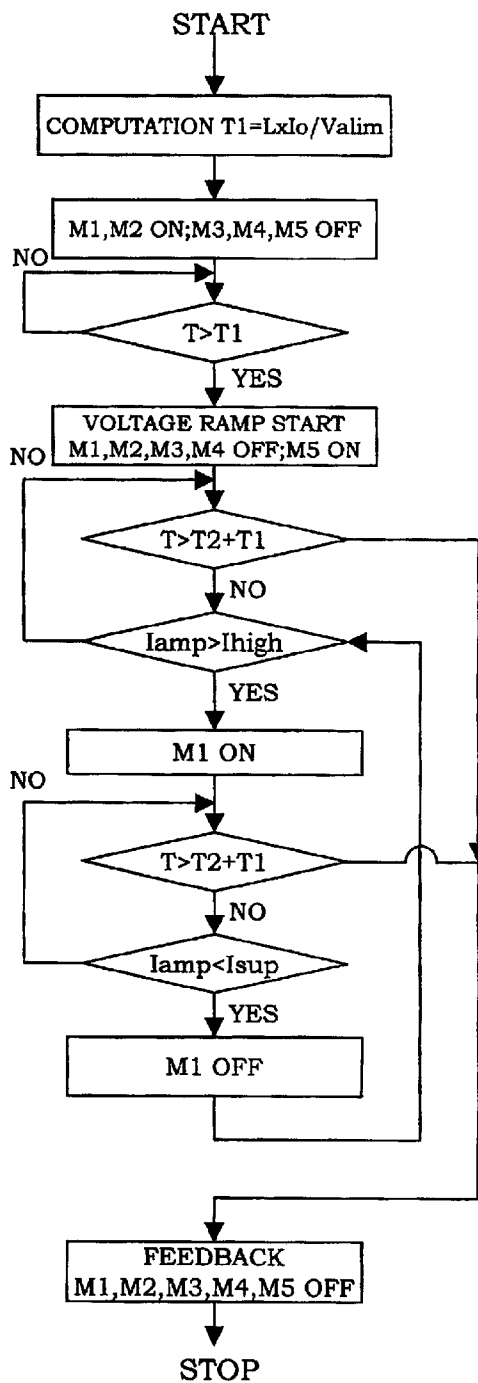 START
COMPUTATION T1=LxIo/Valim
M1,M2 ON;M3,M4,M5 OFF
NO
T>T1
YES
VOLTAGE RAMP START
M1,M2,M3,M4 OFF;M5 ON
NO
T>T2+T1
NO
Iamp>Ihigh
YES
M1 ON
NO
T>T2+T1
NO
Iamp<Isup
YES
M1 OFF
FEEDBACK
M1,M2,M3,M4,M5 OFF
STOP